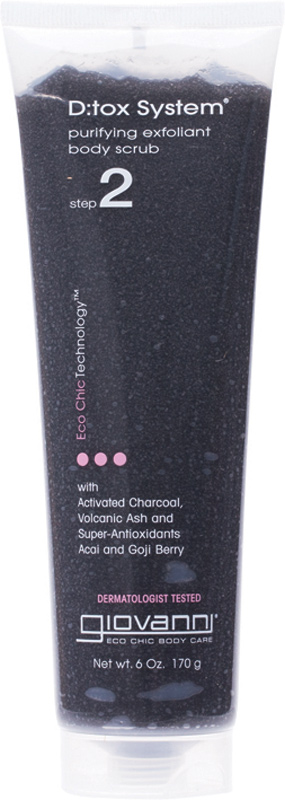 D:tox System®
purifying exfoliant
body scrub
step 2
Eco Chic Technology™
with
Activated Charcoal,
Volcanic Ash and
Super-Antioxidants
Acai and Goji Berry
DERMATOLOGIST TESTED
giovanni®
ECO CHIC BODY CARE
Net wt. 6 Oz. 170 g